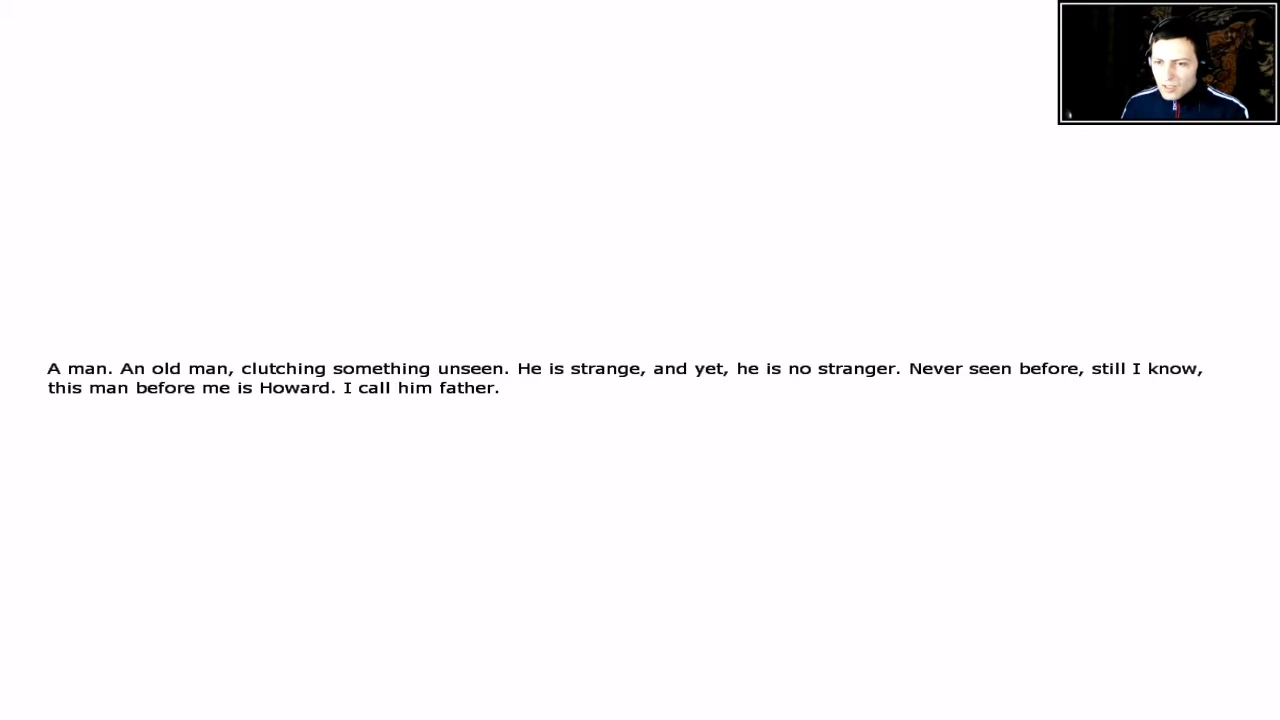 A man. An old man, clutching something unseen. He is strange, and yet, he is no stranger. Never seen before, still I know,
this man before me is Howard. I call him father.